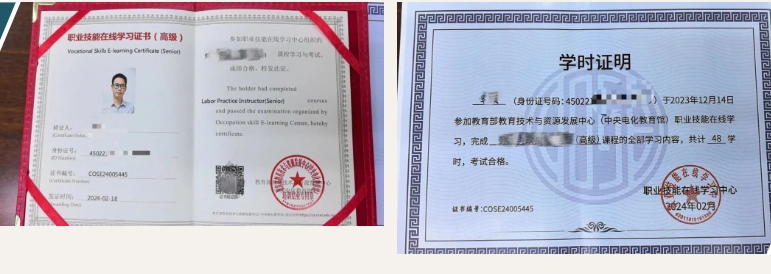 职业技能在线学习证书（高级）
Vocational Skills E-learning Certificate (Senior)
参加职业技能在线学习中心组织的
课程学习与考试，
成绩合格，特发此证。
The holder had completed
Labor Practice Instructor(Senior) courses
and passed the examination organized by
Occupation skill E-learning Center, hereby
certificate.
持证人：
身份证号： 45022
证书编号： COSE24005445
发证时间： 2024-02-18
学时证明
（身份证号码：45022
）于2023年12月14日
参加教育部教育技术与资源发展中心（中央电化教育馆）职业技能在线学
习，完成
（高级）课程的全部学习内容，共计 48 学
时，考试合格。
职业技能在线学习中心
2024年02月
证书编号：COSE24005445